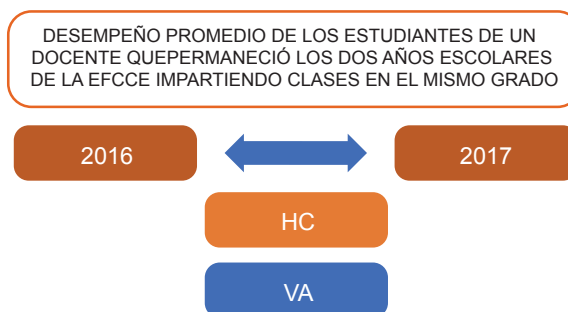 DESEMPEÑO PROMEDIO DE LOS ESTUDIANTES DE UN
DOCENTE QUEPERMANECIÓ LOS DOS AÑOS ESCOLARES
DE LA EFCCE IMPARTIENDO CLASES EN EL MISMO GRADO
2016
2017
HC
VA